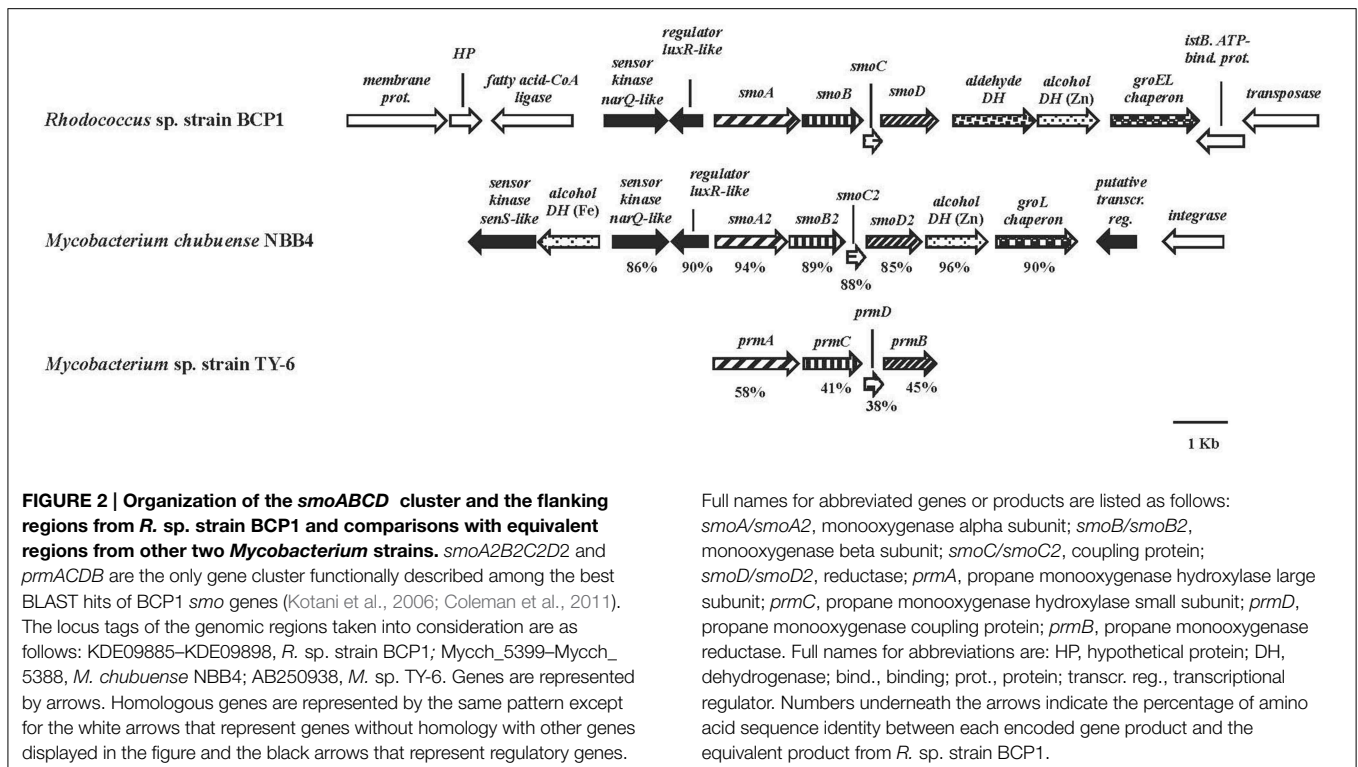 regulator
luxR-like
HP
sensor
kinase
narQ-like
smoC
istB. ATP-
bind. prot.
membrane
prot.
fatty acid-CoA
ligase
smoA
smoB
smoD
aldehyde
DH
alcohol
DH (Zn)
groEL
chaperon
transposase
Rhodococcus sp. strain BCP1
sensor
kinase
senS-like
alcohol
DH (Fe)
sensor
kinase
narQ-like
regulator
luxR-like
smoC2
smoA2
smoB2
smoD2
alcohol
DH (Zn)
groL
chaperon
putative
transcr.
reg.
integrase
Mycobacterium chubuense NBB4
86%
90%
94%
89%
88%
85%
96%
90%
prmD
prmA
prmC
prmB
Mycobacterium sp. strain TY-6
58%
41%
38%
45%
1 Kb
FIGURE 2 | Organization of the smoABCD cluster and the flanking
regions from R. sp. strain BCP1 and comparisons with equivalent
regions from other two Mycobacterium strains. smoA2B2C2D2 and
prmACDB are the only gene cluster functionally described among the best
BLAST hits of BCP1 smo genes (Kotani et al., 2006; Coleman et al., 2011).
The locus tags of the genomic regions taken into consideration are as
follows: KDE09885–KDE09898, R. sp. strain BCP1; Mycch_5399–Mycch_
5388, M. chubuense NBB4; AB250938, M. sp. TY-6. Genes are represented
by arrows. Homologous genes are represented by the same pattern except
for the white arrows that represent genes without homology with other genes
displayed in the figure and the black arrows that represent regulatory genes.
Full names for abbreviated genes or products are listed as follows:
smoA/smoA2, monooxygenase alpha subunit; smoB/smoB2,
monooxygenase beta subunit; smoC/smoC2, coupling protein;
smoD/smoD2, reductase; prmA, propane monooxygenase hydroxylase large
subunit; prmC, propane monooxygenase hydroxylase small subunit; prmD,
propane monooxygenase coupling protein; prmB, propane monooxygenase
reductase. Full names for abbreviations are: HP, hypothetical protein; DH,
dehydrogenase; bind., binding; prot., protein; transcr. reg., transcriptional
regulator. Numbers underneath the arrows indicate the percentage of amino
acid sequence identity between each encoded gene product and the
equivalent product from R. sp. strain BCP1.